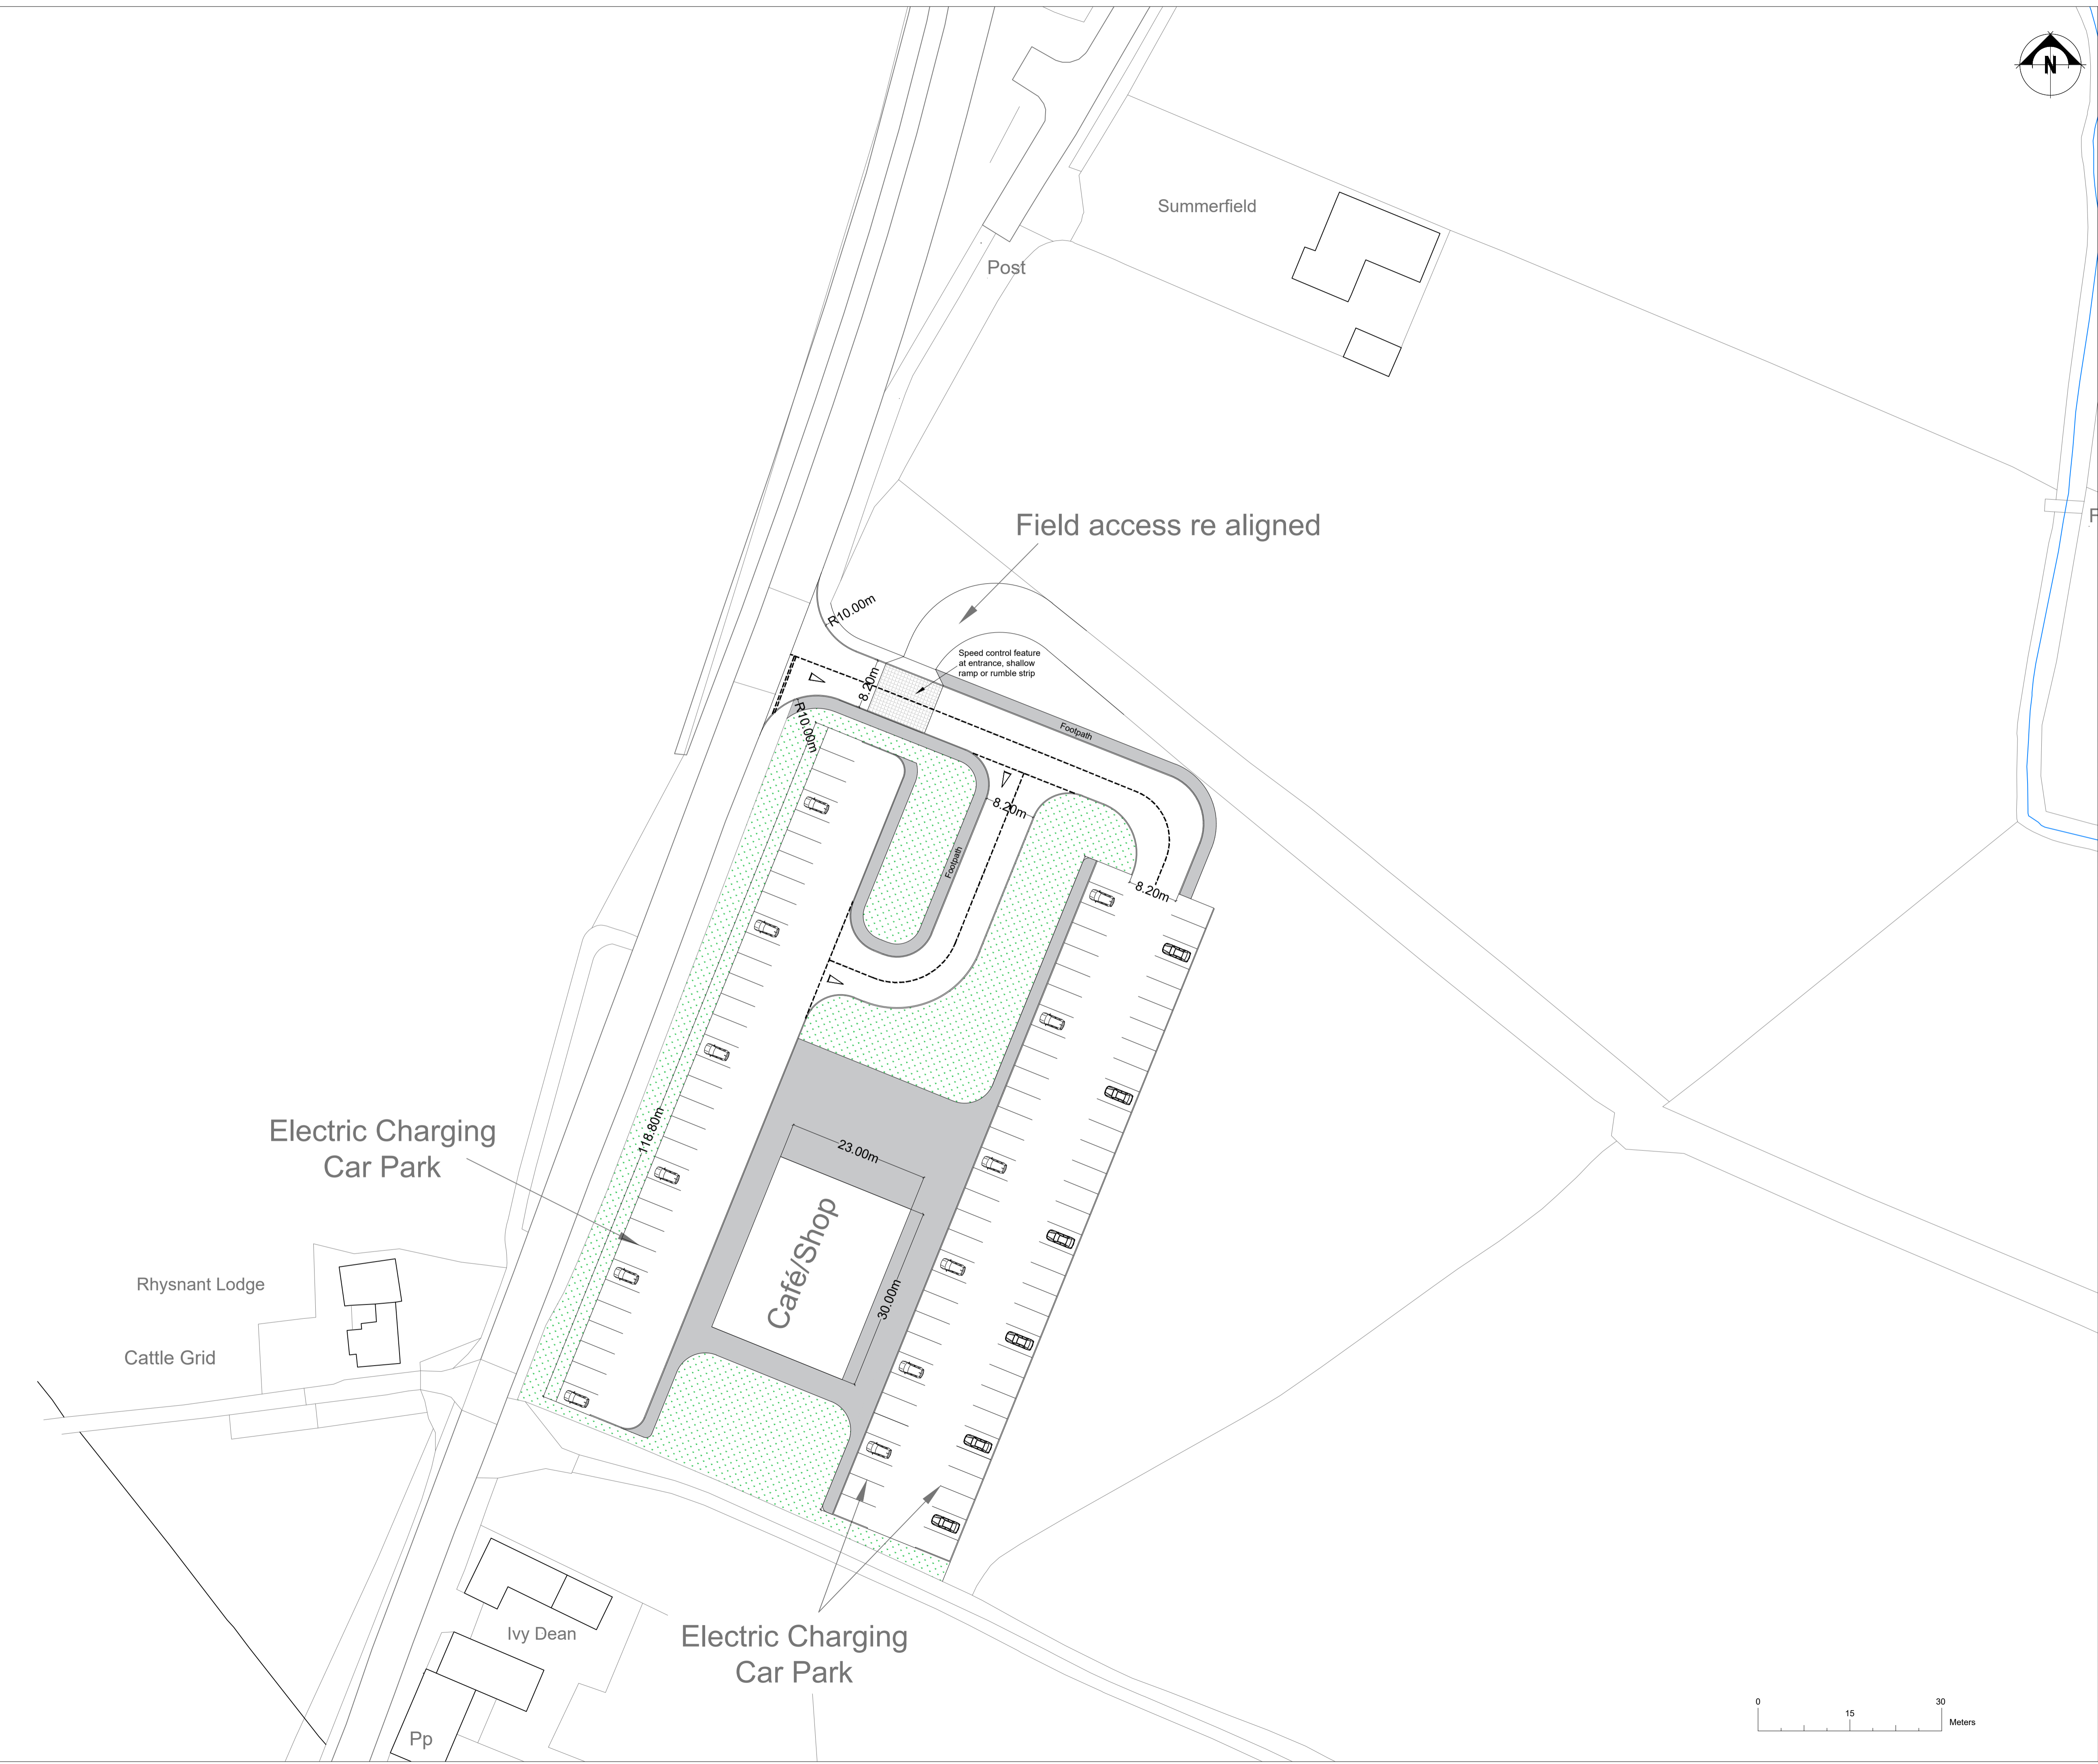 N
Summerfield
Post
F
Field access re aligned
R10.00m
Speed control feature
at entrance, shallow
ramp or rumble strip
8.20m
R10.00m
Footpath
8.20m
Footpath
8.20m
Electric Charging
Car Park
118.80m
23.00m
Café/Shop
30.00m
Rhysnant Lodge
Cattle Grid
Electric Charging
Car Park
Ivy Dean
Pp
0
15
30
Meters